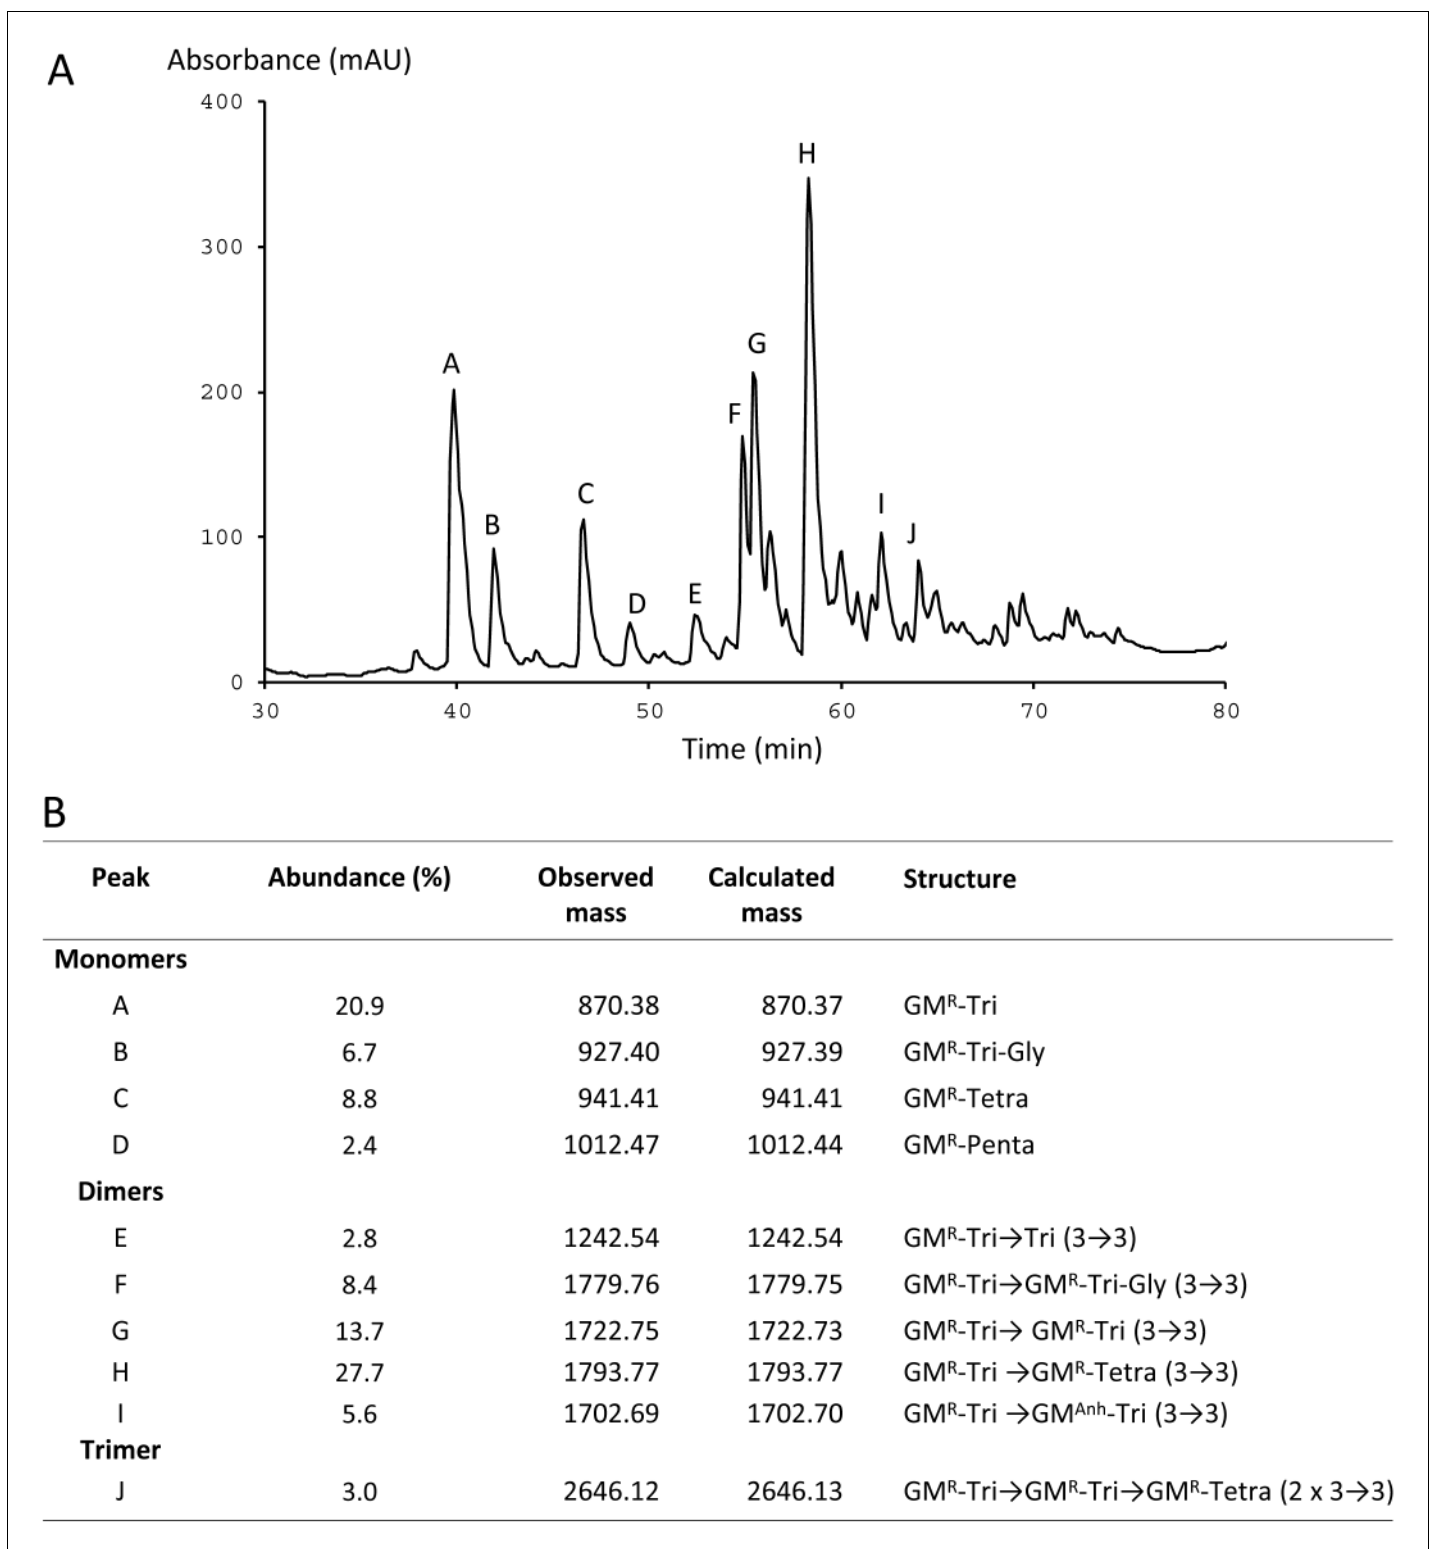 A
Absorbance (mAU)
400
300
200
100
0
A
B
C
D
E
F
G
H
I
J
30 40 50 60 70 80
Time (min)
B
Peak Abundance (%) Observed mass Calculated mass Structure
Monomers
A 20.9 870.38 870.37 GMᴿ-Tri
B 6.7 927.40 927.39 GMᴿ-Tri-Gly
C 8.8 941.41 941.41 GMᴿ-Tetra
D 2.4 1012.47 1012.44 GMᴿ-Penta
Dimers
E 2.8 1242.54 1242.54 GMᴿ-Tri→Tri (3→3)
F 8.4 1779.76 1779.75 GMᴿ-Tri→GMᴿ-Tri-Gly (3→3)
G 13.7 1722.75 1722.73 GMᴿ-Tri→ GMᴿ-Tri (3→3)
H 27.7 1793.77 1793.77 GMᴿ-Tri →GMᴿ-Tetra (3→3)
I 5.6 1702.69 1702.70 GMᴿ-Tri →GMᴬⁿʰ-Tri (3→3)
Trimer
J 3.0 2646.12 2646.13 GMᴿ-Tri→GMᴿ-Tri→GMᴿ-Tetra (2 x 3→3)